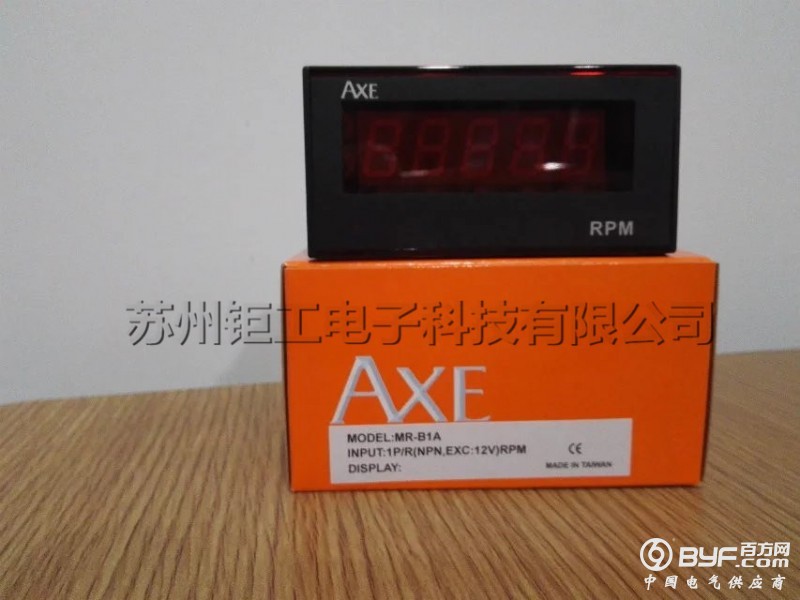 AXE
RPM
苏州钜工电子科技有限公司
AXE
MODEL:MR-B1A
INPUT:1P/R(NPN,EXC:12V)RPM
DISPLAY:
CE
MADE IN TAIWAN
BYF.百方网
.com
中国电气供应商